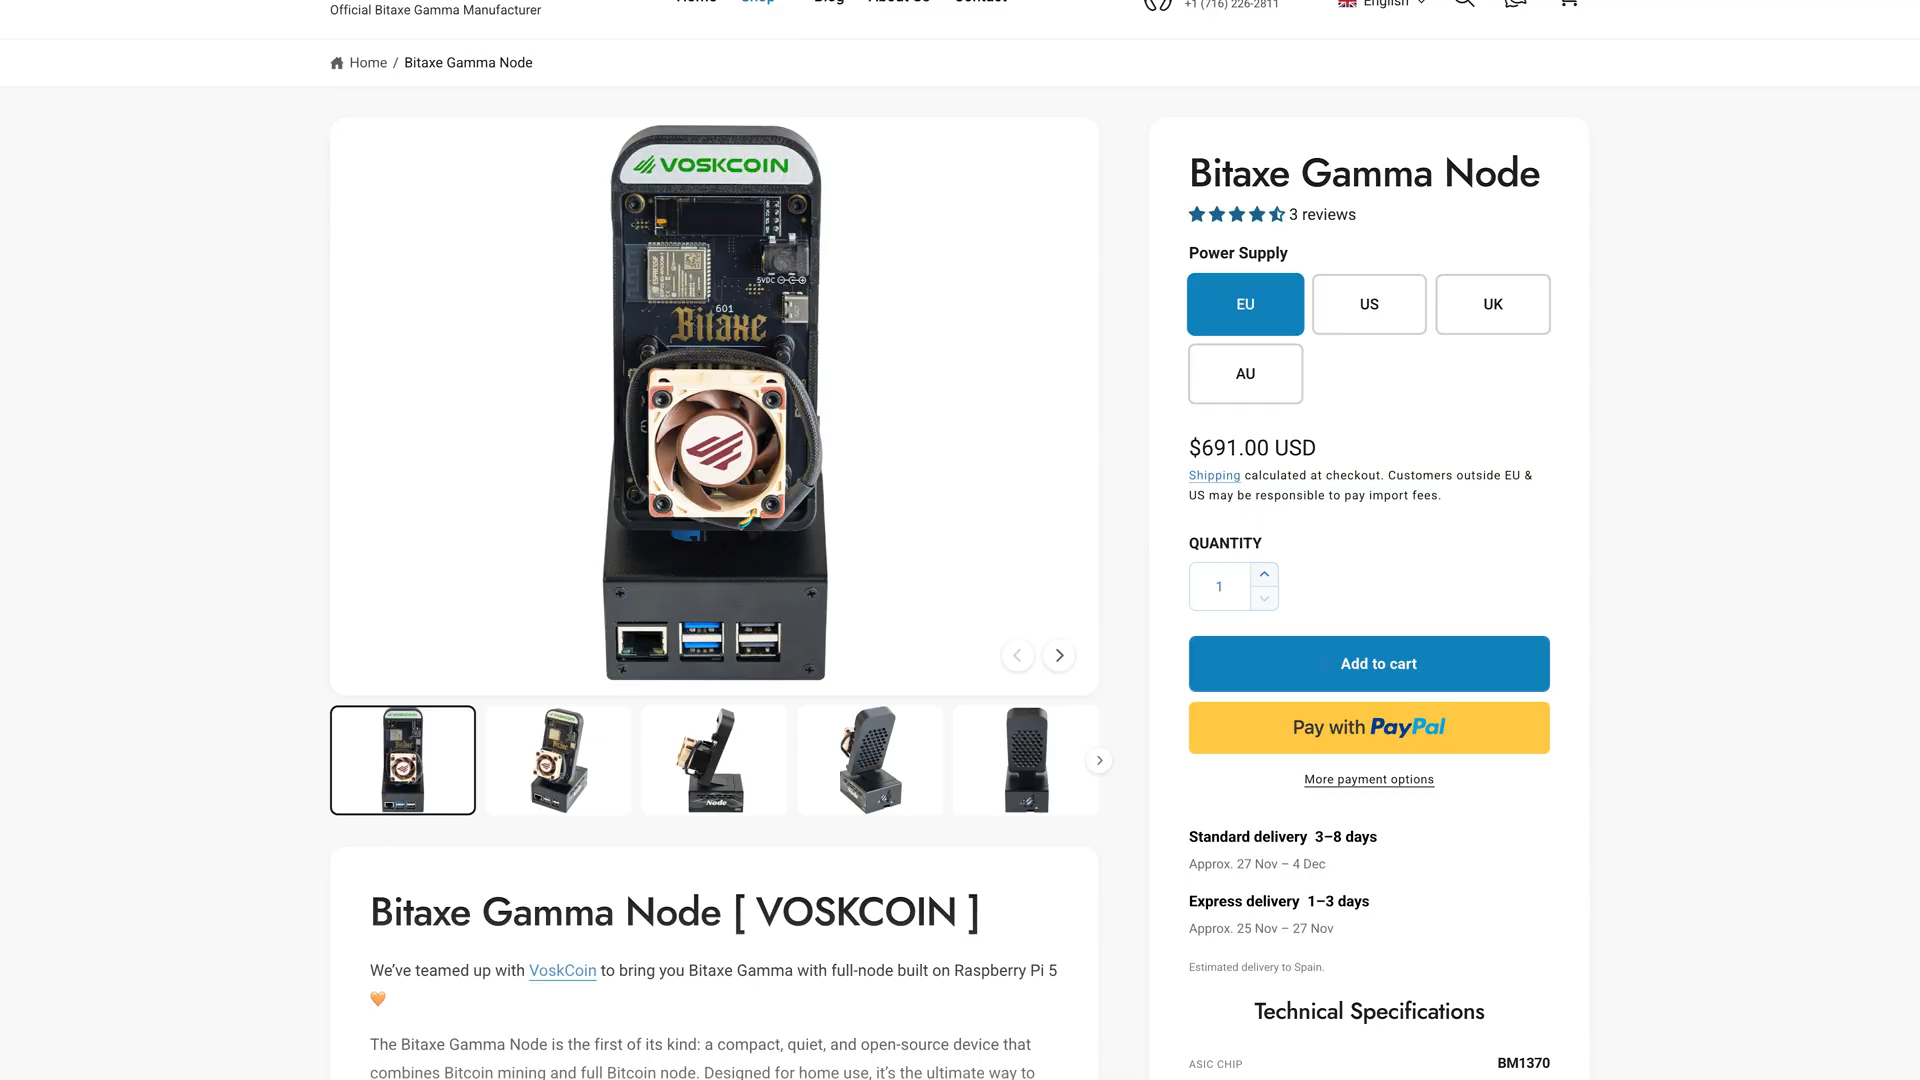 Official Bitaxe Gamma Manufacturer
Home Shop Blog About Us Contact
+1 (716) 226-2811
English
Home / Bitaxe Gamma Node
VOSKCOIN
5VDC
601
Bitaxe
Bitaxe Gamma Node
3 reviews
Power Supply
EU
US
UK
AU
$691.00 USD
Shipping calculated at checkout. Customers outside EU &
US may be responsible to pay import fees.
QUANTITY
1
Add to cart
Pay with PayPal
More payment options
Standard delivery 3–8 days
Approx. 27 Nov – 4 Dec
Express delivery 1–3 days
Approx. 25 Nov – 27 Nov
Estimated delivery to Spain.
Technical Specifications
ASIC CHIP BM1370
Node
Bitaxe Gamma Node [ VOSKCOIN ]
We’ve teamed up with VoskCoin to bring you Bitaxe Gamma with full-node built on Raspberry Pi 5
🧡
The Bitaxe Gamma Node is the first of its kind: a compact, quiet, and open-source device that
combines Bitcoin mining and full Bitcoin node. Designed for home use, it’s the ultimate way to